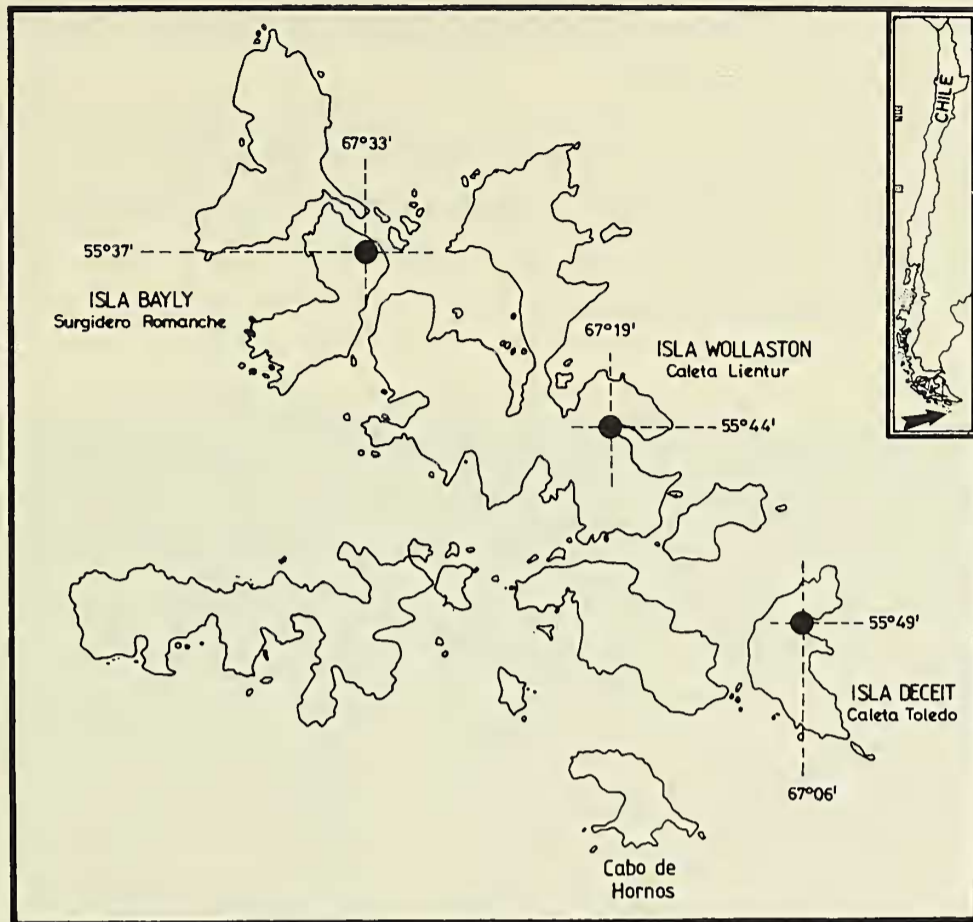 CHILE
67°33'
55°37'
ISLA BAYLY
Surgidero Romanche
67°19'
ISLA WOLLASTON
Caleta Lientur
55°44'
55°49'
ISLA DECEIT
Caleta Toledo
67°06'
Cabo de
Hornos